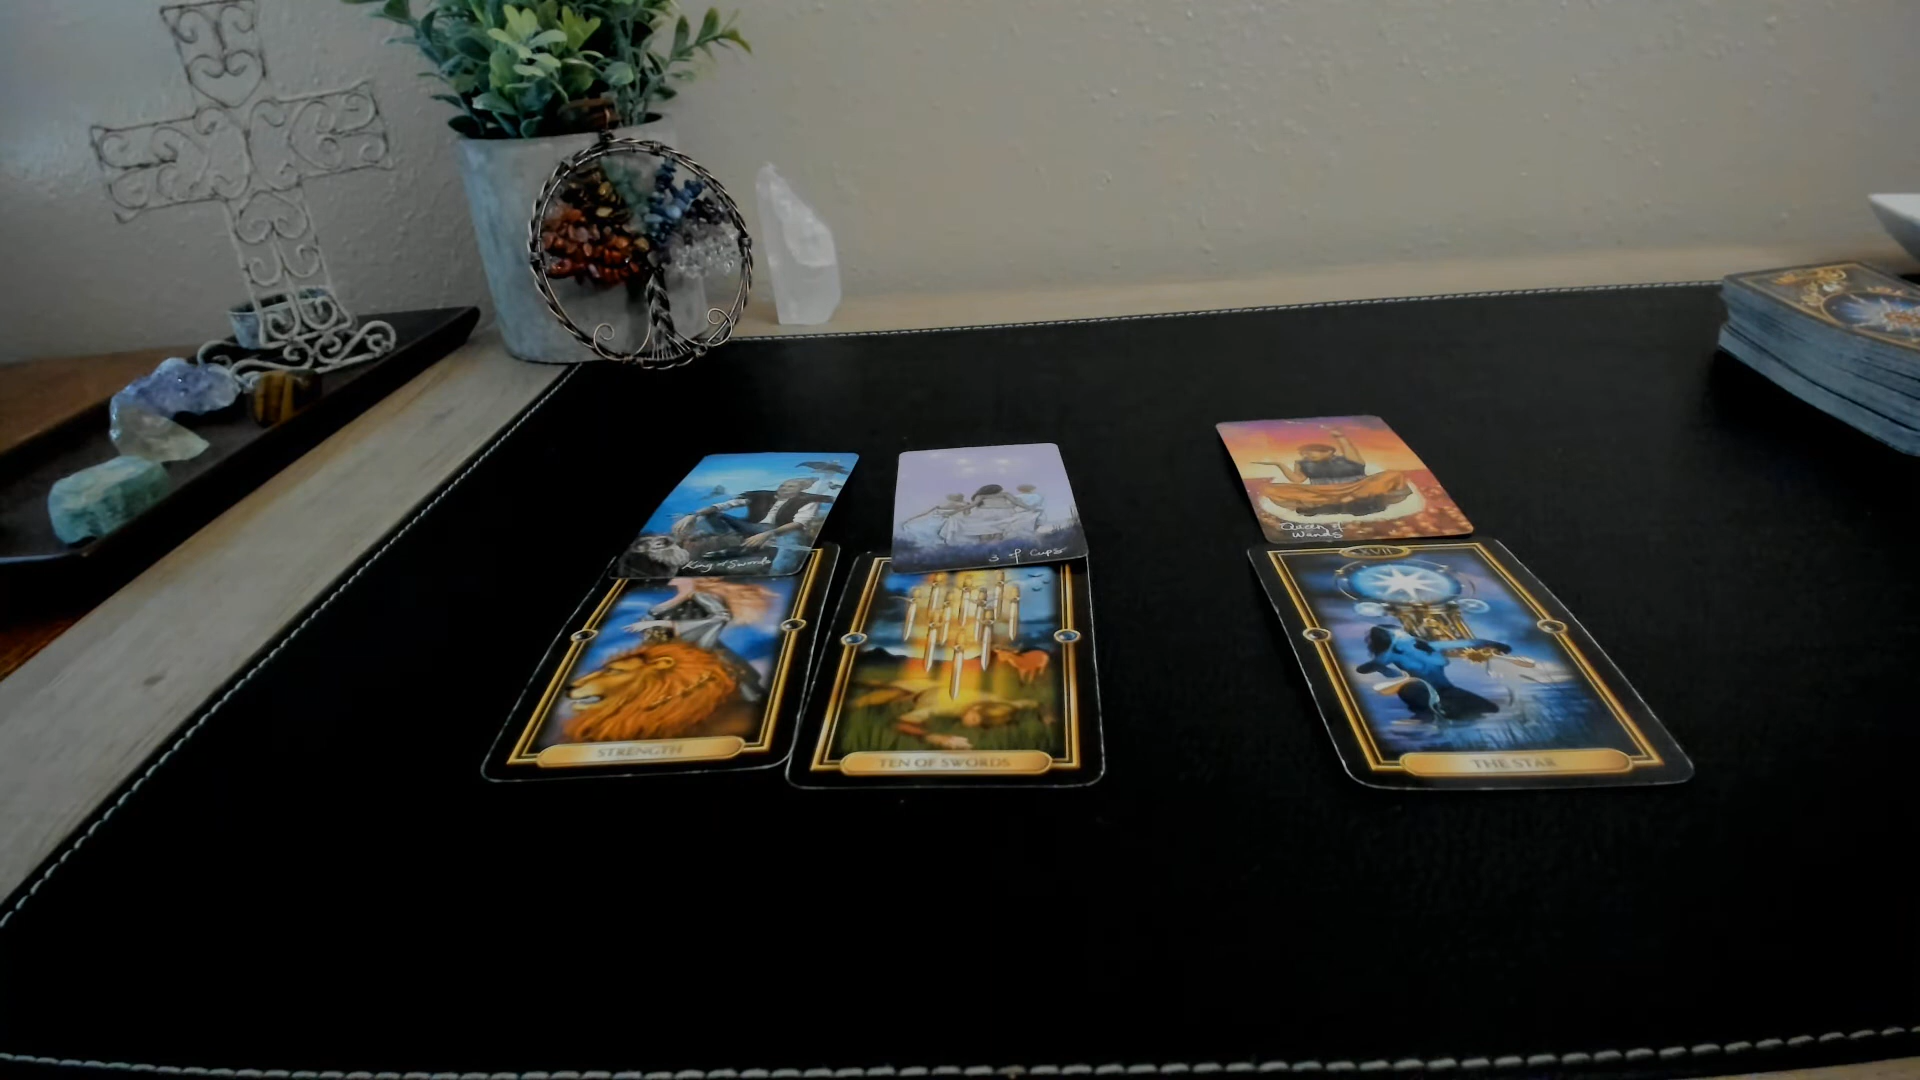 King of Swords
3 of Cups
Queen of
Wands
STRENGTH
TEN OF SWORDS
XVII
THE STAR